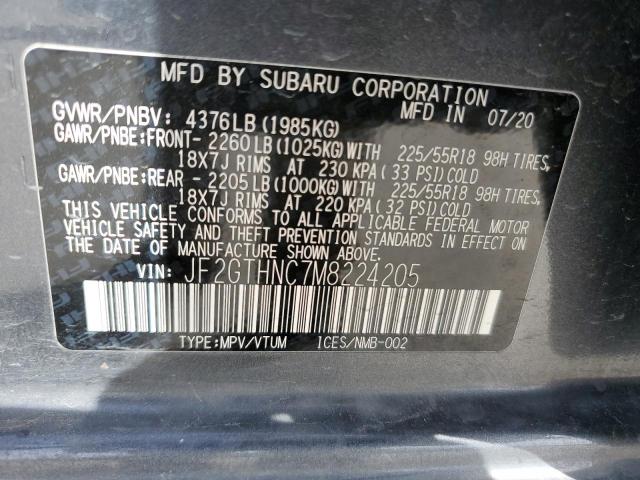 MFD BY SUBARU CORPORATION
MFD IN 07/20
GVWR/PNBV: 4376LB(1985KG)
GAWR/PNBE:FRONT- 2260LB(1025KG)WITH 225/55R18 98H TIRES,
18X7J RIMS AT 230 KPA(33 PSI)COLD
GAWR/PNBE:REAR - 2205LB(1000KG)WITH 225/55R18 98H TIRES,
18X7J RIMS AT 220 KPA(32 PSI)COLD
THIS VEHICLE CONFORMS TO ALL APPLICABLE FEDERAL MOTOR
VEHICLE SAFETY AND THEFT PREVENTION STANDARDS IN EFFECT ON
THE DATE OF MANUFACTURE SHOWN ABOVE.
VIN: JF2GTHNC7M8224205
TYPE:MPV/VTUM ICES/NMB-002